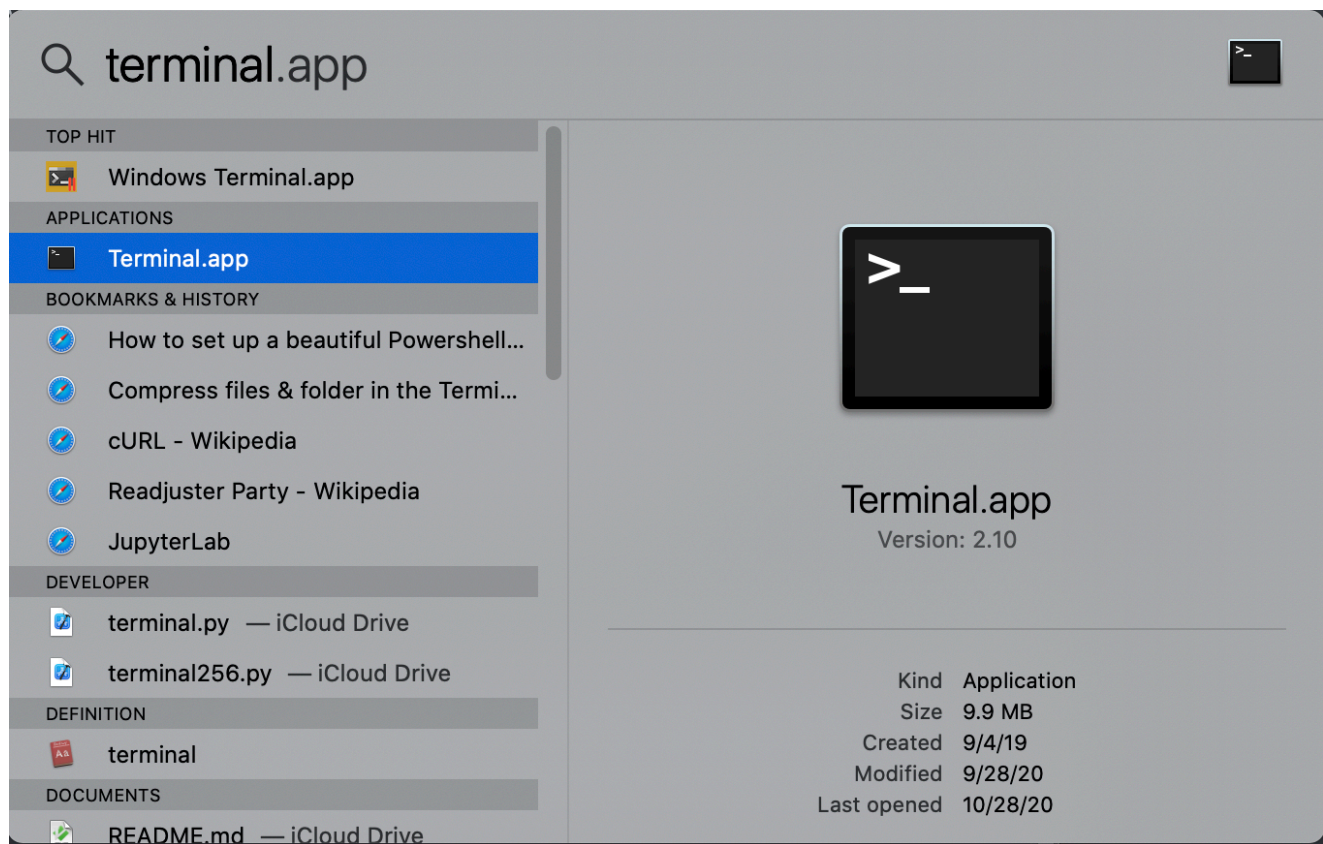 terminal.app
TOP HIT
Windows Terminal.app
APPLICATIONS
Terminal.app
BOOKMARKS & HISTORY
How to set up a beautiful Powershell...
Compress files & folder in the Termi...
cURL - Wikipedia
Readjuster Party - Wikipedia
JupyterLab
DEVELOPER
terminal.py — iCloud Drive
terminal256.py — iCloud Drive
DEFINITION
terminal
DOCUMENTS
README.md — iCloud Drive
>_
Terminal.app
Version: 2.10
Kind Application
Size 9.9 MB
Created 9/4/19
Modified 9/28/20
Last opened 10/28/20